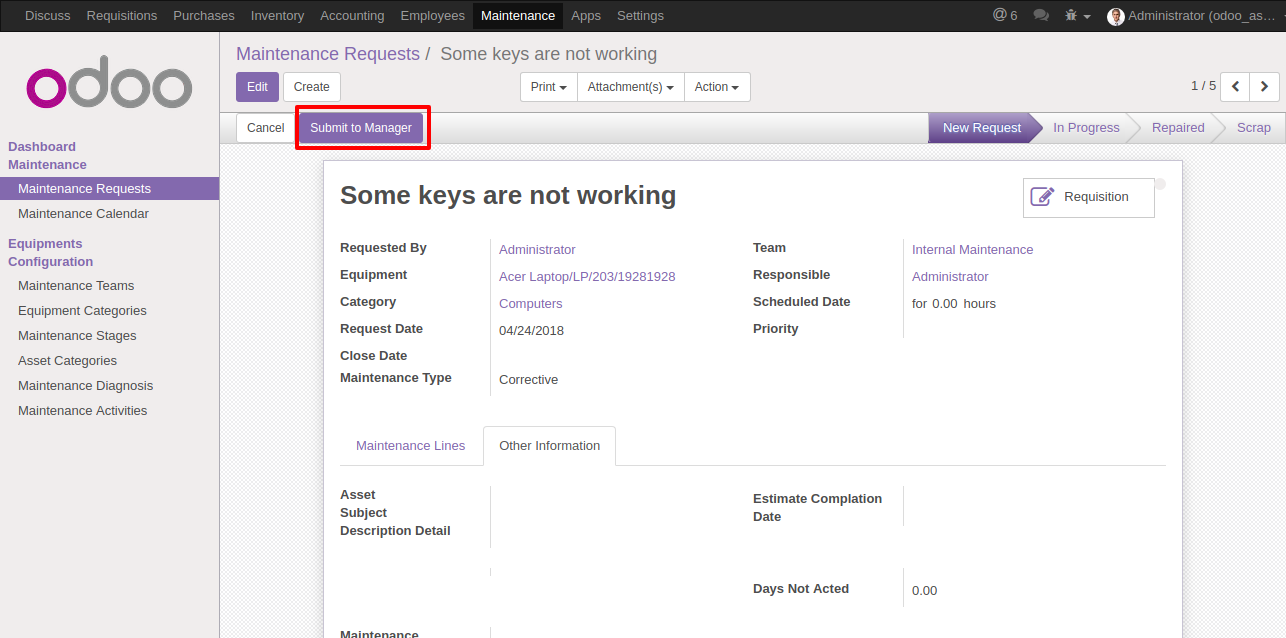 Discuss Requisitions Purchases Inventory Accounting Employees Maintenance Apps Settings @ 6 Administrator (odoo_as...
odoo
Maintenance Requests / Some keys are not working
Edit Create Print Attachment(s) Action 1 / 5
Cancel Submit to Manager New Request In Progress Repaired Scrap
Dashboard
Maintenance
Maintenance Requests
Maintenance Calendar
Equipments
Configuration
Maintenance Teams
Equipment Categories
Maintenance Stages
Asset Categories
Maintenance Diagnosis
Maintenance Activities
Some keys are not working
Requisition
Requested By Administrator Team Internal Maintenance
Equipment Acer Laptop/LP/203/19281928 Responsible Administrator
Category Computers Scheduled Date for 0.00 hours
Request Date 04/24/2018 Priority
Close Date
Maintenance Type Corrective
Maintenance Lines Other Information
Asset
Subject
Description Detail
Estimate Complation
Date
Days Not Acted 0.00
Maintenance